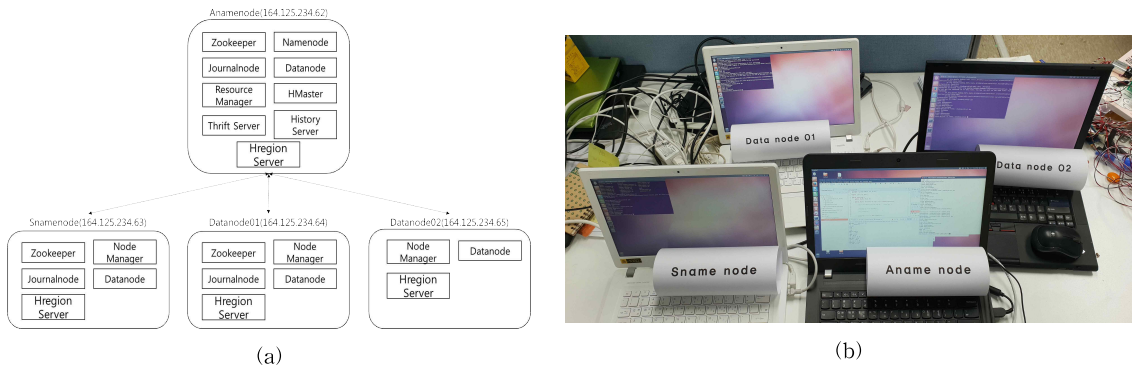 Anamenode(164.125.234.62)
Zookeeper
Namenode
Journalnode
Datanode
Resource
Manager
HMaster
Thrift Server
History
Server
Hregion
Server
Snamenode(164.125.234.63)
Zookeeper
Node
Manager
Journalnode
Datanode
Hregion
Server
Datanode01(164.125.234.64)
Zookeeper
Node
Manager
Journalnode
Datanode
Hregion
Server
Datanode02(164.125.234.65)
Node
Manager
Datanode
Hregion
Server
(a)
Data node 01
Data node 02
Sname node
Aname node
(b)